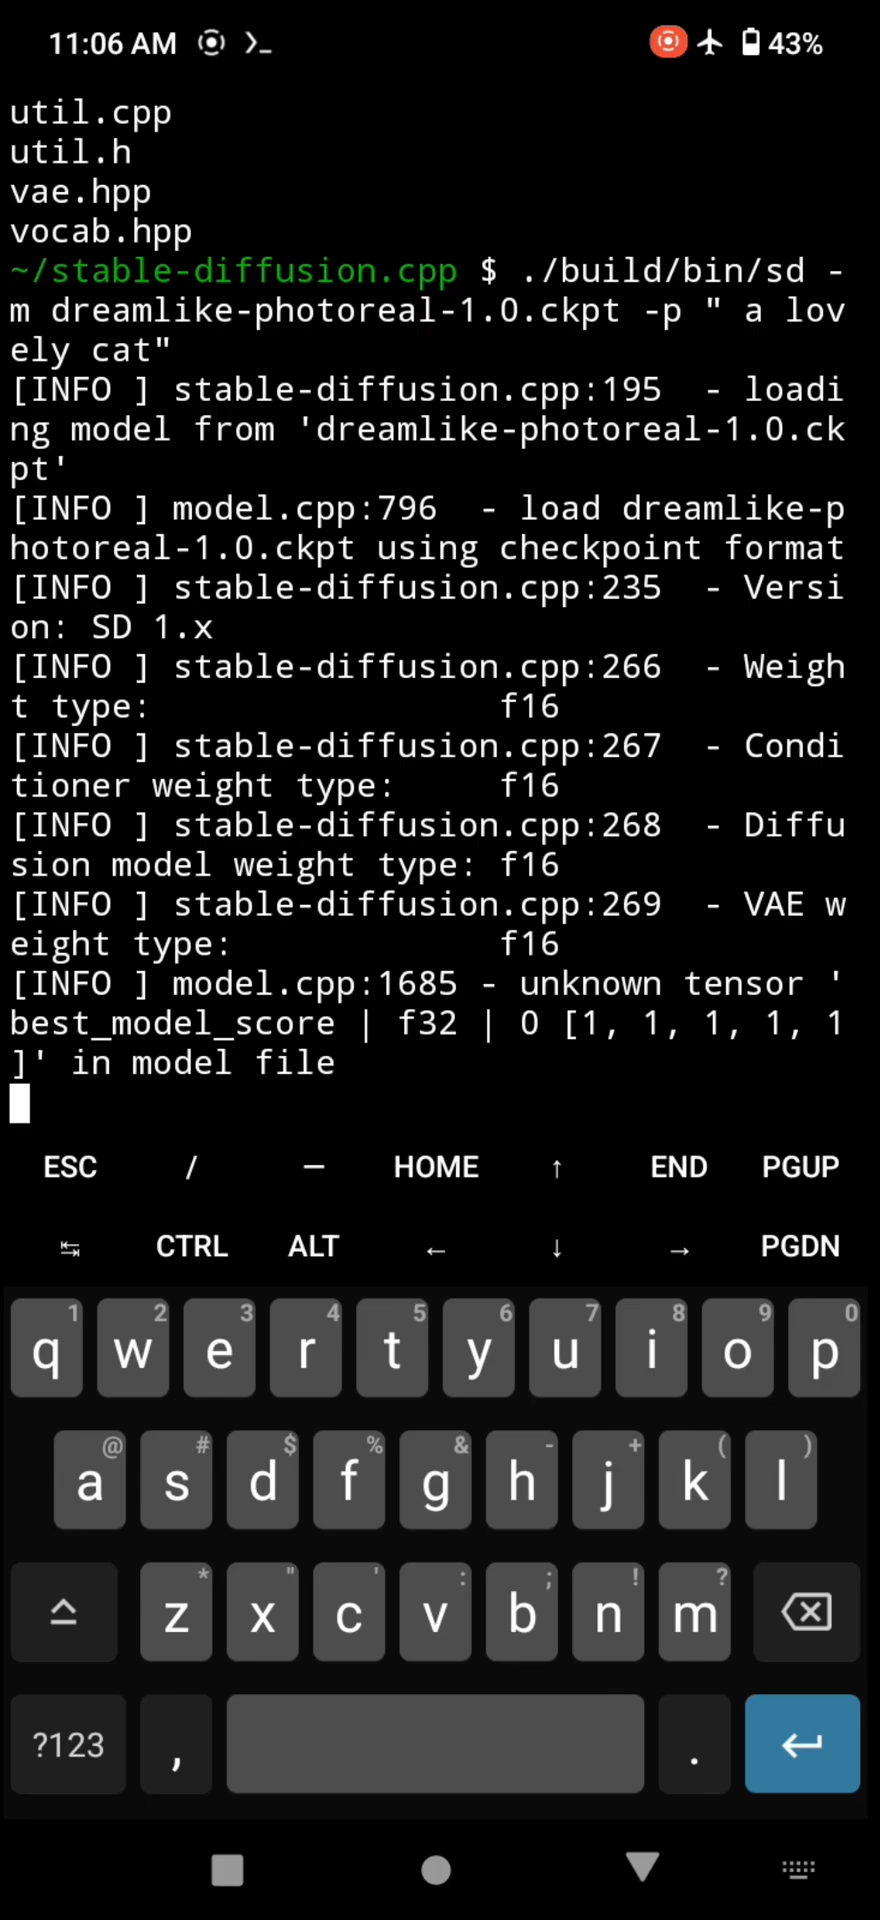 11:06 AM >_ 43%
util.cpp
util.h
vae.hpp
vocab.hpp
~/stable-diffusion.cpp $ ./build/bin/sd -
m dreamlike-photoreal-1.0.ckpt -p " a lov
ely cat"
[INFO ] stable-diffusion.cpp:195  - loadi
ng model from 'dreamlike-photoreal-1.0.ck
pt'
[INFO ] model.cpp:796  - load dreamlike-p
hotoreal-1.0.ckpt using checkpoint format
[INFO ] stable-diffusion.cpp:235  - Versi
on: SD 1.x
[INFO ] stable-diffusion.cpp:266  - Weigh
t type:                 f16
[INFO ] stable-diffusion.cpp:267  - Condi
tioner weight type:     f16
[INFO ] stable-diffusion.cpp:268  - Diffu
sion model weight type: f16
[INFO ] stable-diffusion.cpp:269  - VAE w
eight type:             f16
[INFO ] model.cpp:1685 - unknown tensor '
best_model_score | f32 | 0 [1, 1, 1, 1, 1
]' in model file
ESC / — HOME ↑ END PGUP
↹ CTRL ALT ← ↓ → PGDN
1 2 3 4 5 6 7 8 9 0
q w e r t y u i o p
@ # $ % & - + ( )
a s d f g h j k l
* " ' : ; ! ?
z x c v b n m
?123 , .